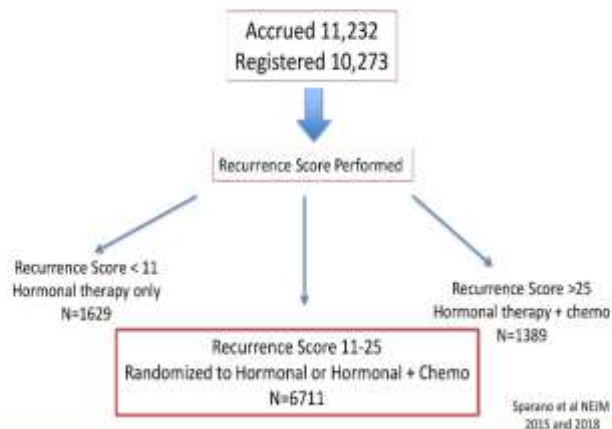 Accrued 11,232
Registered 10,273
Recurrence Score Performed
Recurrence Score < 11
Hormonal therapy only
N=1629
Recurrence Score >25
Hormonal therapy + chemo
N=1389
Recurrence Score 11-25
Randomized to Hormonal or Hormonal + Chemo
N=6711
Sparano et al NEJM
2015 and 2018